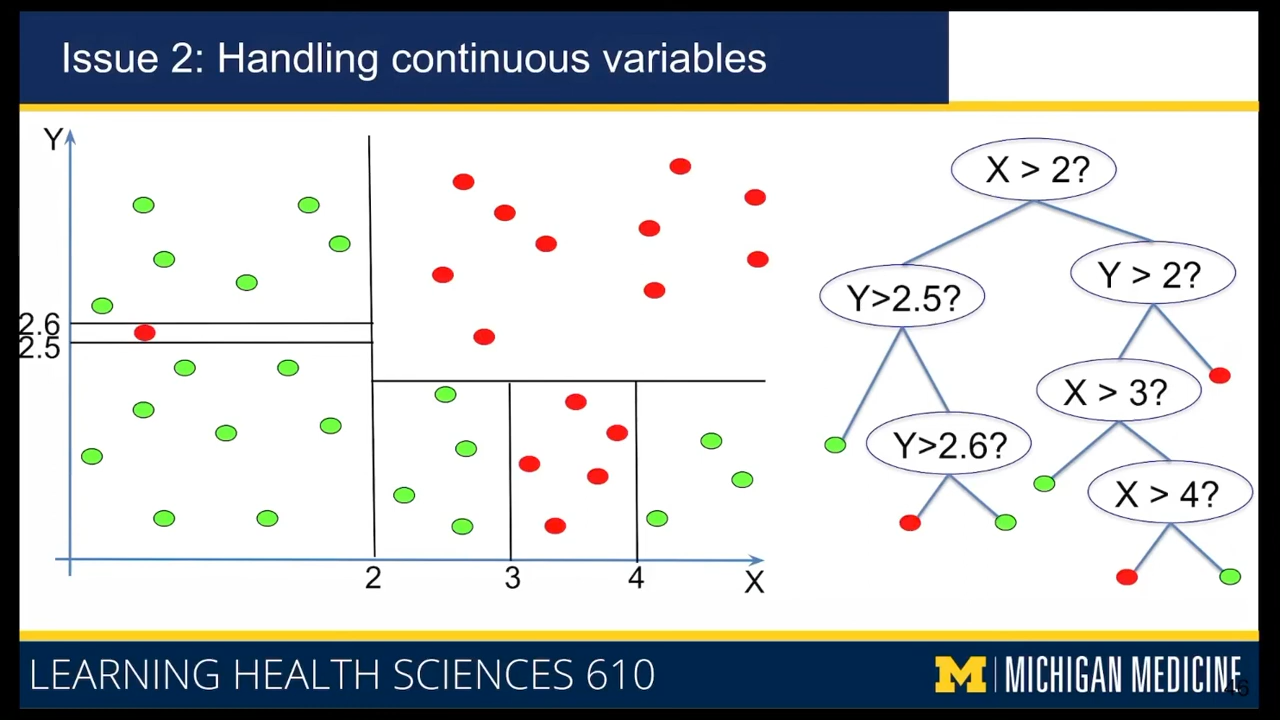 Issue 2: Handling continuous variables
Y
2.6
2.5
2
3
4
X
X > 2?
Y>2.5?
Y > 2?
Y>2.6?
X > 3?
X > 4?
LEARNING HEALTH SCIENCES 610
M MICHIGAN MEDICINE
46